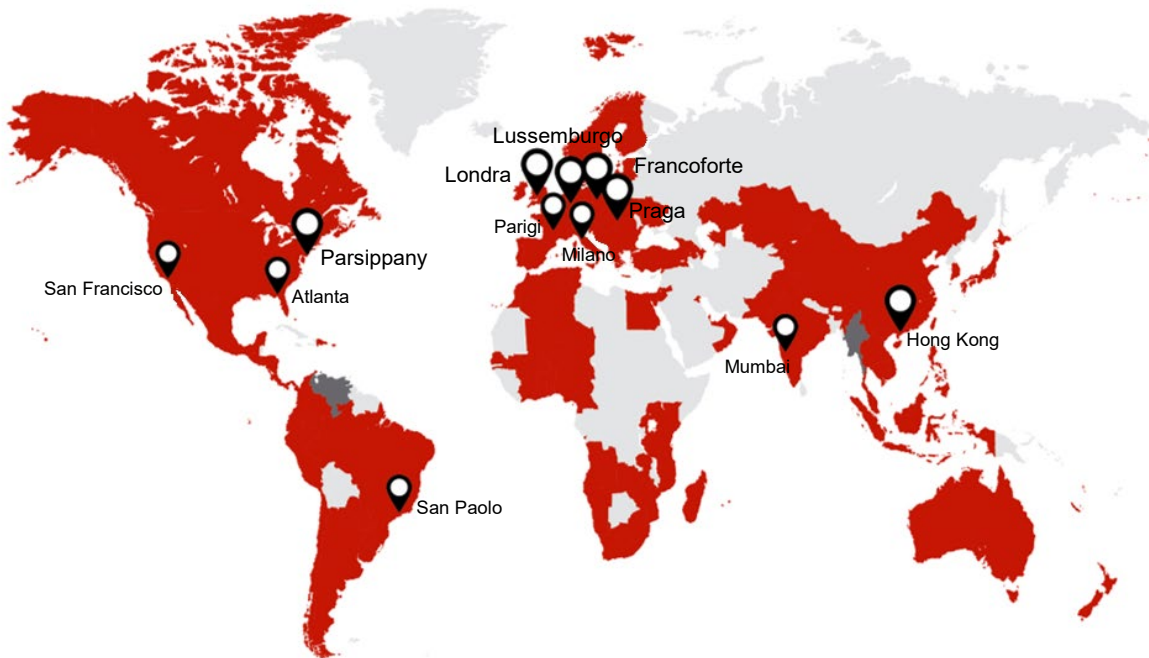 Lussemburgo
Londra
Francoforte
Parigi
Praga
Milano
Parsippany
San Francisco
Atlanta
Mumbai
Hong Kong
San Paolo